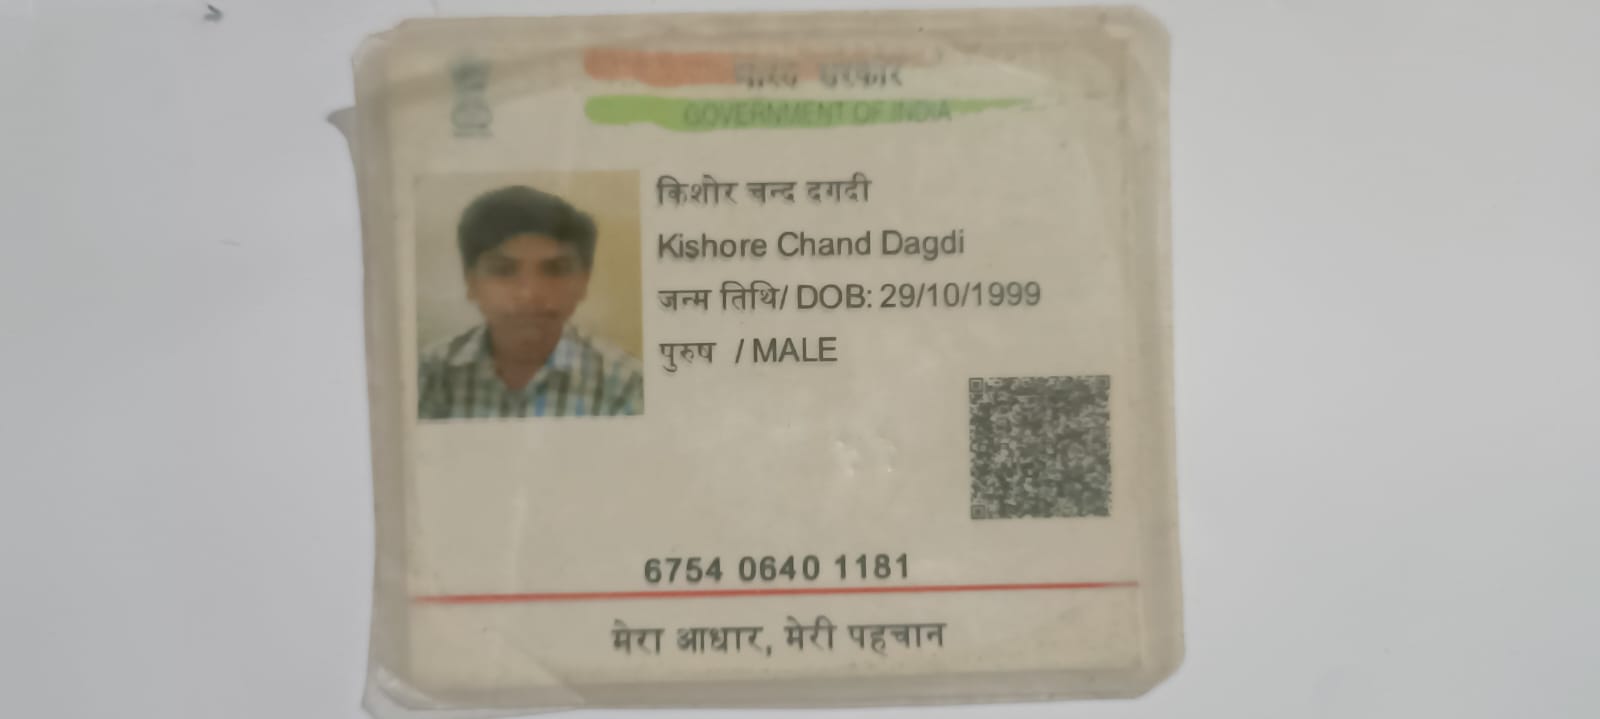 भारत सरकार
GOVERNMENT OF INDIA
किशोर चन्द दगदी
Kishore Chand Dagdi
जन्म तिथि/ DOB: 29/10/1999
पुरुष / MALE
6754 0640 1181
मेरा आधार, मेरी पहचान